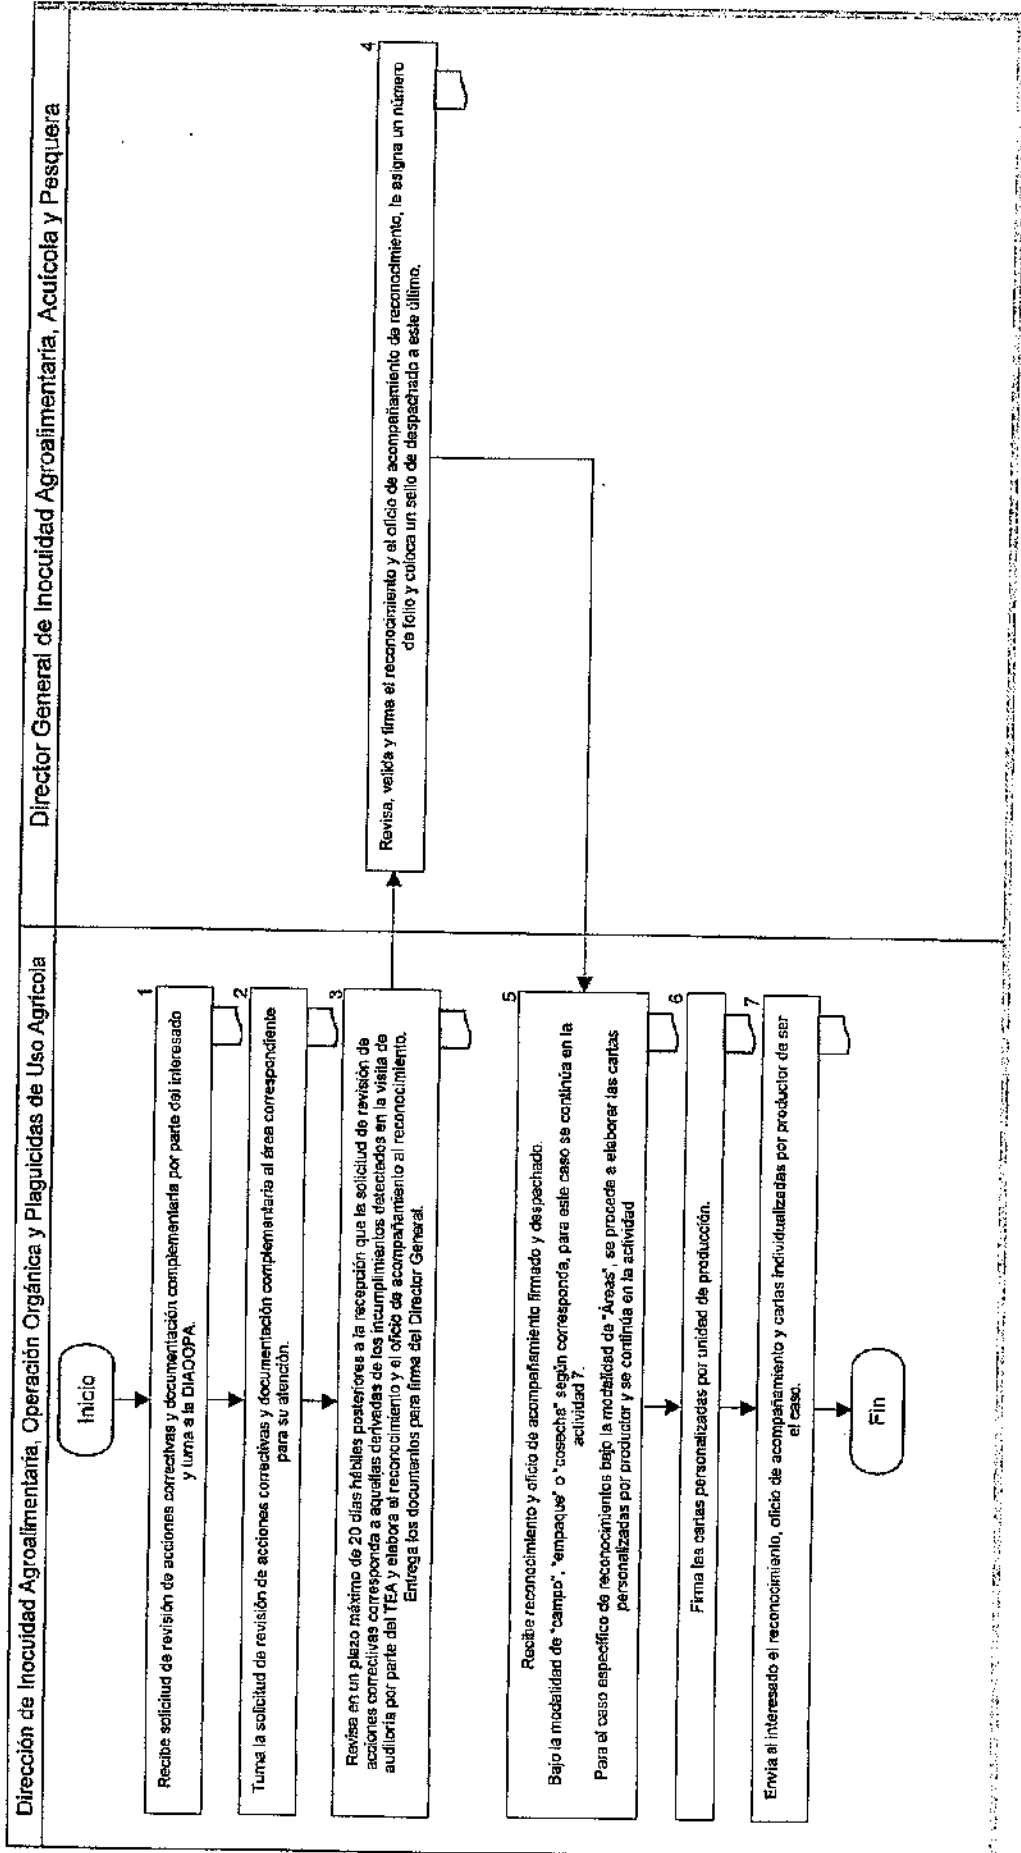 Dirección de Inocuidad Agroalimentaria, Operación Orgánica y Plaguicidas de Uso Agrícola
Director General de Inocuidad Agroalimentaria, Acuícola y Pesquera
Inicio
1
Recibe solicitud de revisión de acciones correctivas y documentación complementaria por parte del interesado
y turna a la DIAOOPA.
2
Turna la solicitud de revisión de acciones correctivas y documentación complementaria al área correspondiente
para su atención.
3
Revisa en un plazo máximo de 20 días hábiles posteriores a la recepción que la solicitud de revisión de
acciones correctivas corresponda a aquellas derivadas de los incumplimientos detectados en la visita de
auditoría por parte del TEA y elabora el reconocimiento y el oficio de acompañamiento al reconocimiento.
Entrega los documentos para firma del Director General.
4
Revisa, valida y firma el reconocimiento y el oficio de acompañamiento de reconocimiento, le asigna un número
de folio y coloca un sello de despachado a este último.
5
Recibe reconocimiento y oficio de acompañamiento firmado y despachado.
Bajo la modalidad de "campo", "empaque" o "cosecha" según corresponda, para este caso se continúa en la
actividad 7.
Para el caso específico de reconocimientos bajo la modalidad de "Áreas", se procede a elaborar las cartas
personalizadas por productor y se continúa en la actividad
6
Firma las cartas personalizadas por unidad de producción.
7
Envía al interesado el reconocimiento, oficio de acompañamiento y cartas individualizadas por productor de ser
el caso.
Fin